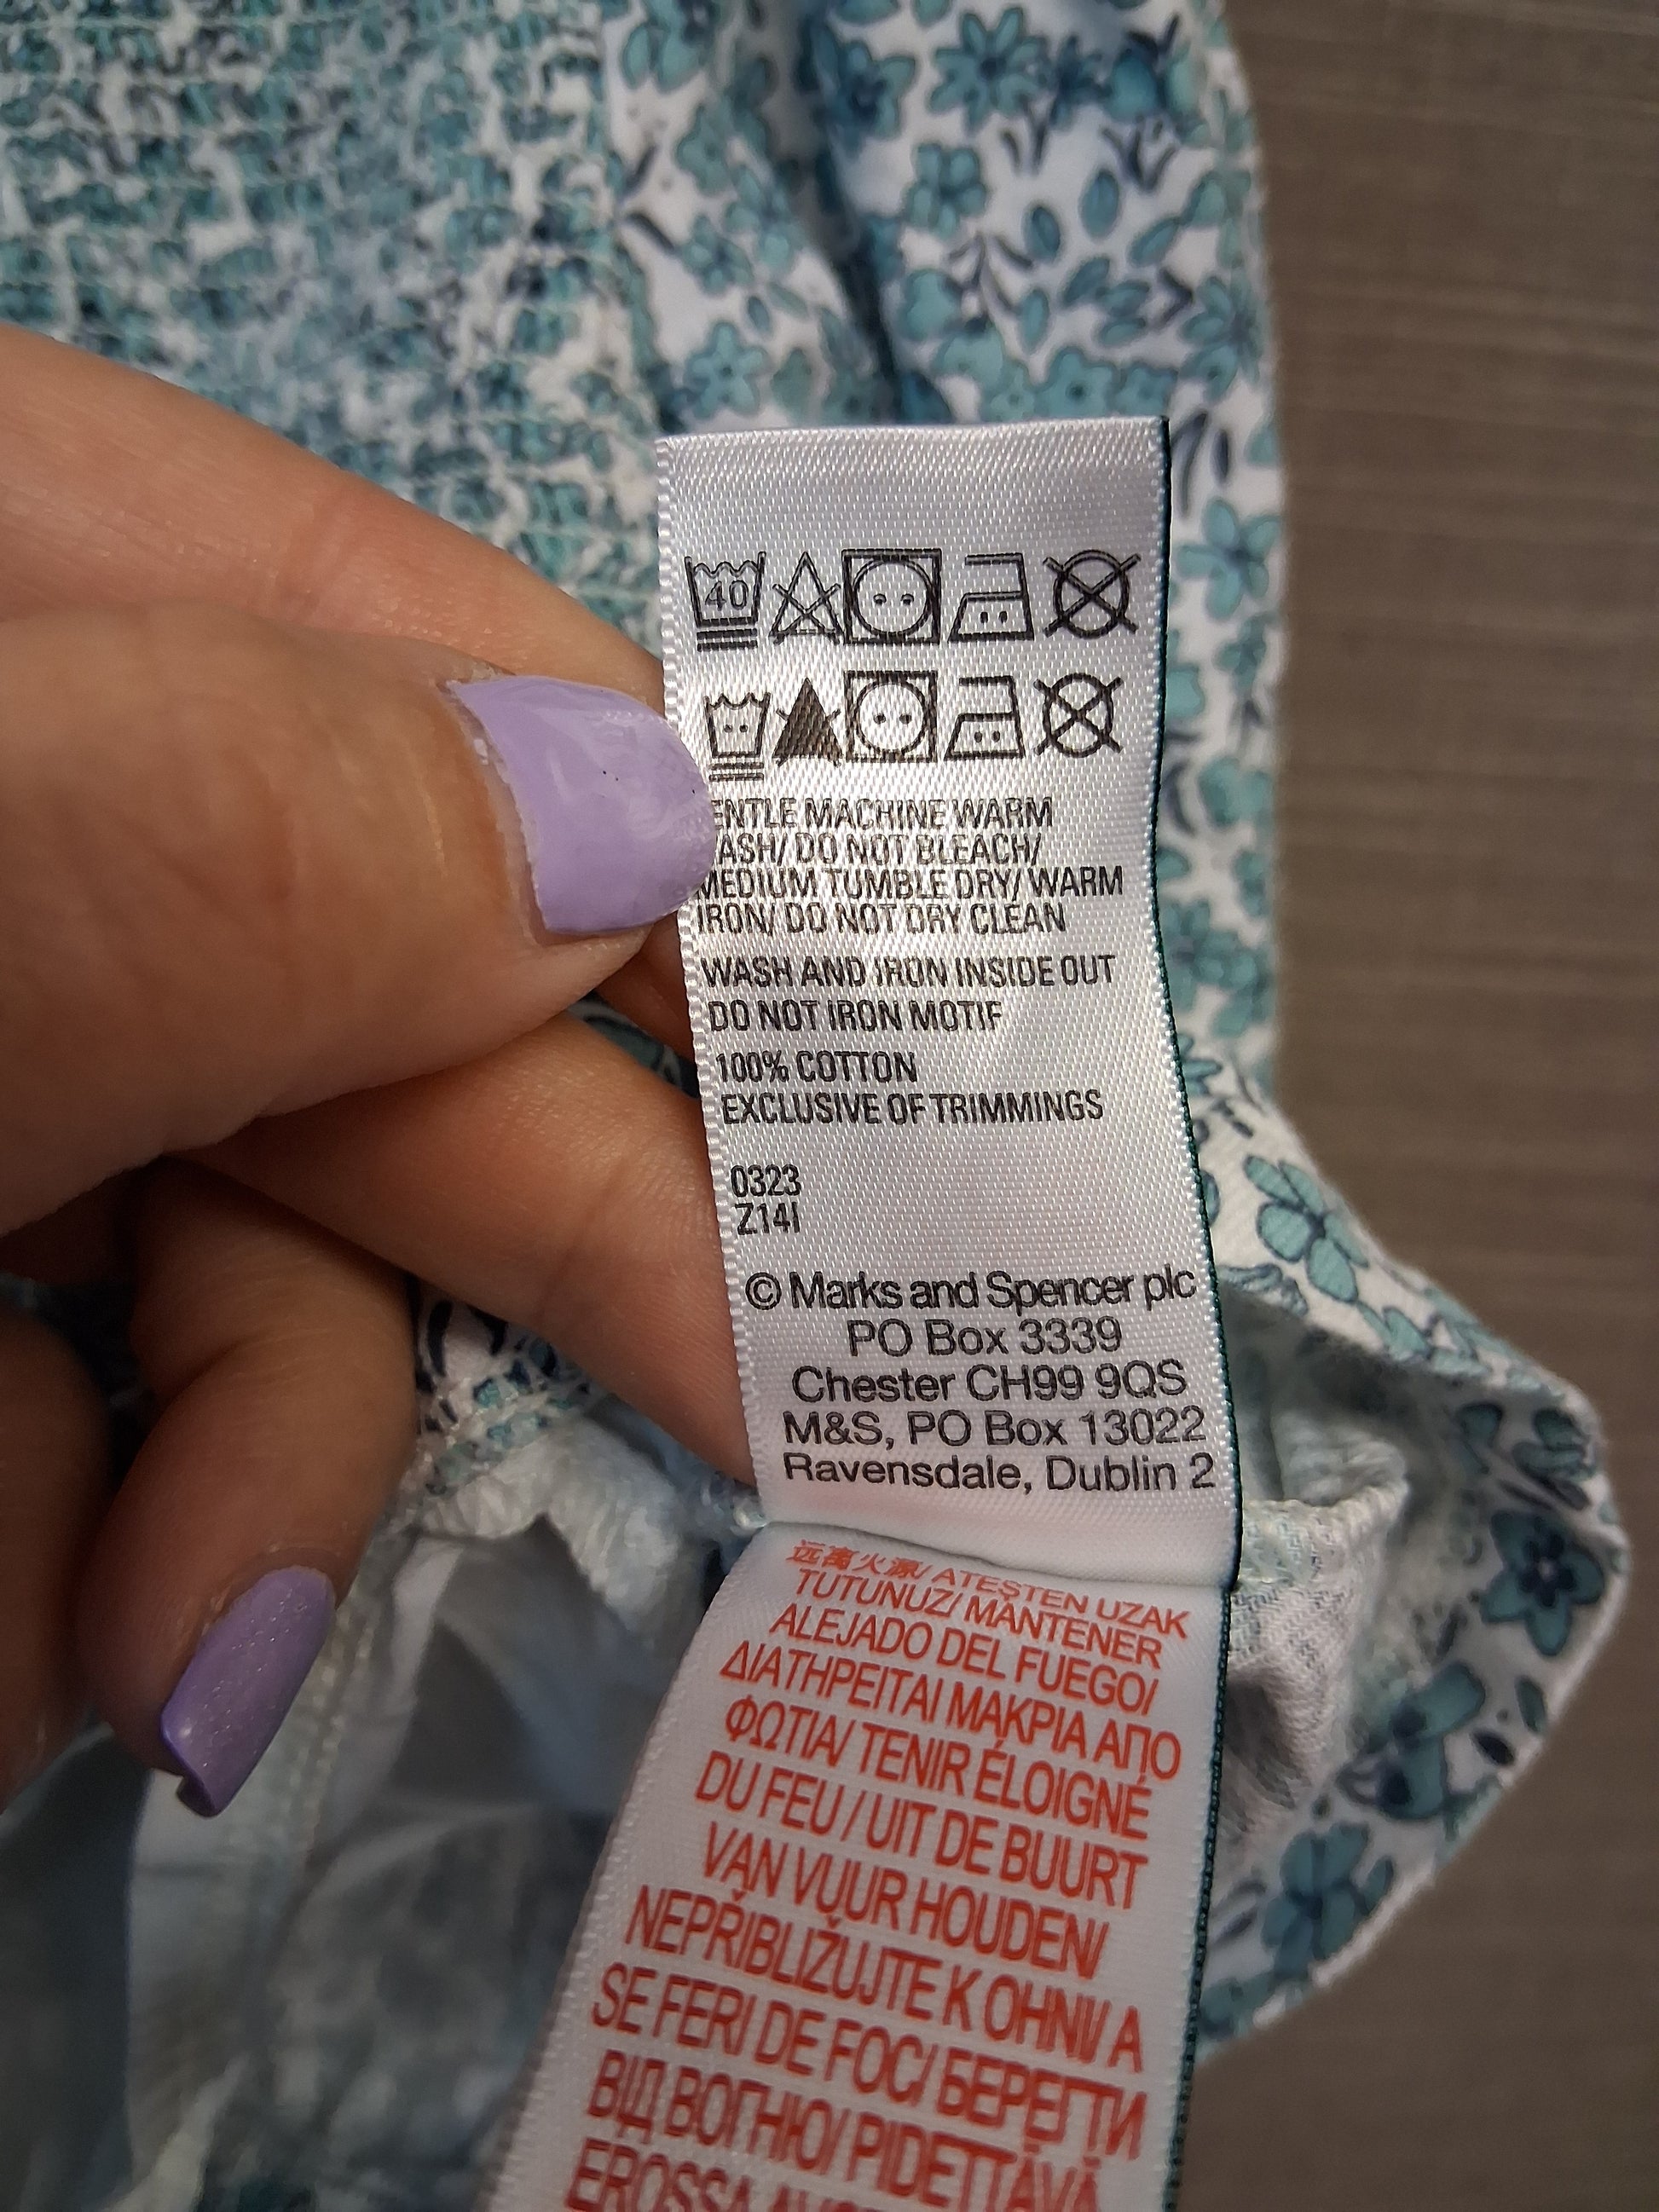 40
ENTLE MACHINE WARM
ASH/ DO NOT BLEACH/
MEDIUM TUMBLE DRY/ WARM
IRON/ DO NOT DRY CLEAN
WASH AND IRON INSIDE OUT
DO NOT IRON MOTIF
100% COTTON
EXCLUSIVE OF TRIMMINGS
0323
Z14I
© Marks and Spencer plc
PO Box 3339
Chester CH99 9QS
M&S, PO Box 13022
Ravensdale, Dublin 2
远离火源/ ATEŞTEN UZAK
TUTUNUZ/ MANTENER
ALEJADO DEL FUEGO/
ΔΙΑΤΗΡΕΙΤΑΙ ΜΑΚΡΙΑ ΑΠΟ
ΦΩΤΙΑ/ TENIR ÉLOIGNÉ
DU FEU / UIT DE BUURT
VAN VUUR HOUDEN/
NEPŘIBLIŽUJTE K OHNI/ A
SE FERI DE FOC/ БЕРЕГТИ
ВІД ВОГНЮ/ PIDETTÄVÄ